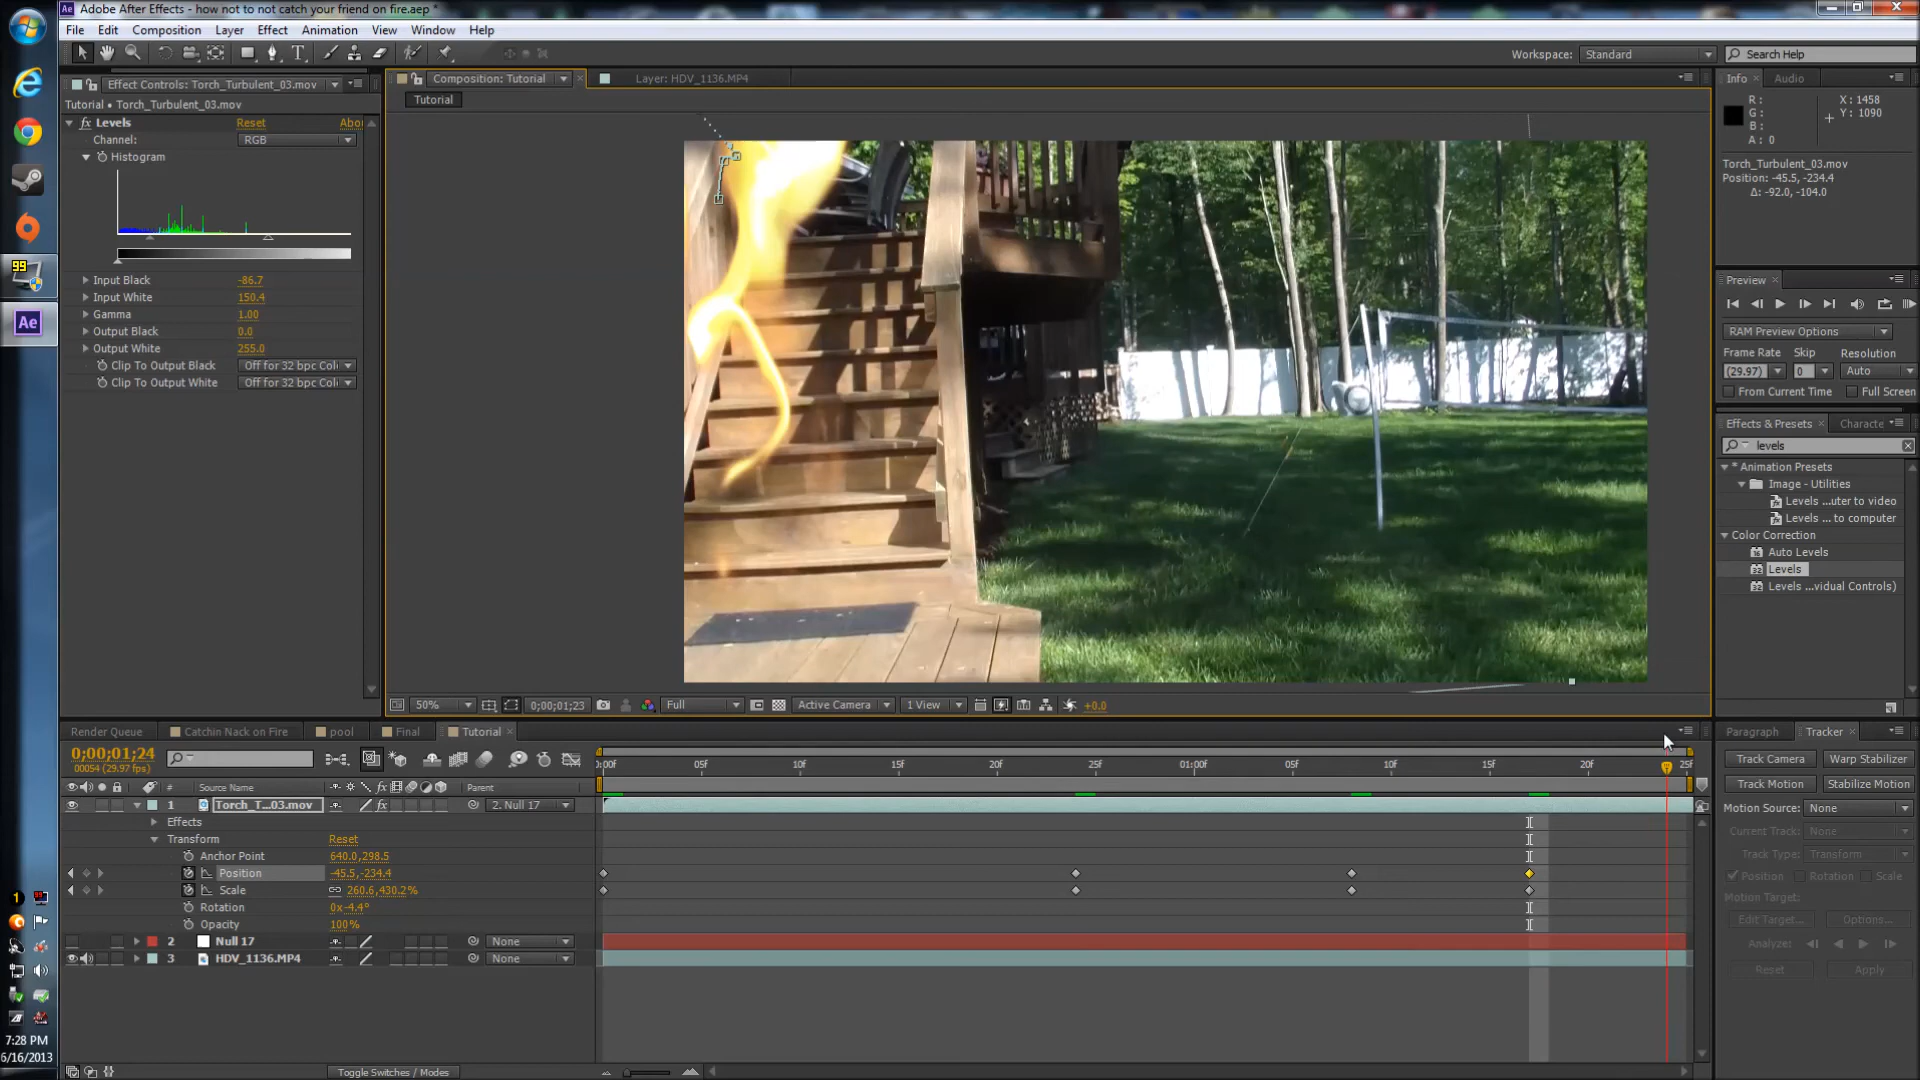 Adobe After Effects - how not to not catch your friend on fire.aep *
File Edit Composition Layer Effect Animation View Window Help
Workspace: Standard Search Help
Effect Controls: Torch_Turbulent_03.mov
Tutorial • Torch_Turbulent_03.mov
fx Levels Reset Abo
Channel: RGB
Histogram
Input Black -86.7
Input White 150.4
Gamma 1.00
Output Black 0.0
Output White 255.0
Clip To Output Black Off for 32 bpc Col
Clip To Output White Off for 32 bpc Col
Composition: Tutorial Layer: HDV_1136.MP4
Tutorial
50% 0;00;01;23 Full Active Camera 1 View +0.0
Info Audio
R: X: 1458
G: Y: 1090
B:
A: 0
Torch_Turbulent_03.mov
Position: -45.5, -234.4
Δ: -92.0, -104.0
Preview
RAM Preview Options
Frame Rate Skip Resolution
(29.97) 0 Auto
From Current Time Full Screen
Effects & Presets Characte
levels
* Animation Presets
Image - Utilities
Levels ...uter to video
Levels ... to computer
Color Correction
Auto Levels
Levels
Levels ...vidual Controls)
Render Queue Catchin Nack on Fire pool Final Tutorial
0;00;01;24
00054 (29.97 fps)
0:00f 05f 10f 15f 20f 25f 01:00f 05f 10f 15f 20f 25f
# Source Name Parent
1 Torch_T...03.mov 2. Null 17
Effects
Transform Reset
Anchor Point 640.0,298.5
Position -45.5,-234.4
Scale 260.6,430.2%
Rotation 0x-4.4°
Opacity 100%
2 Null 17 None
3 HDV_1136.MP4 None
Toggle Switches / Modes
Paragraph Tracker
Track Camera Warp Stabilizer
Track Motion Stabilize Motion
Motion Source: None
Current Track: None
Track Type: Transform
Position Rotation Scale
Motion Target:
Edit Target... Options...
Analyze:
Reset Apply
99
Ae
1
7:28 PM
6/16/2013